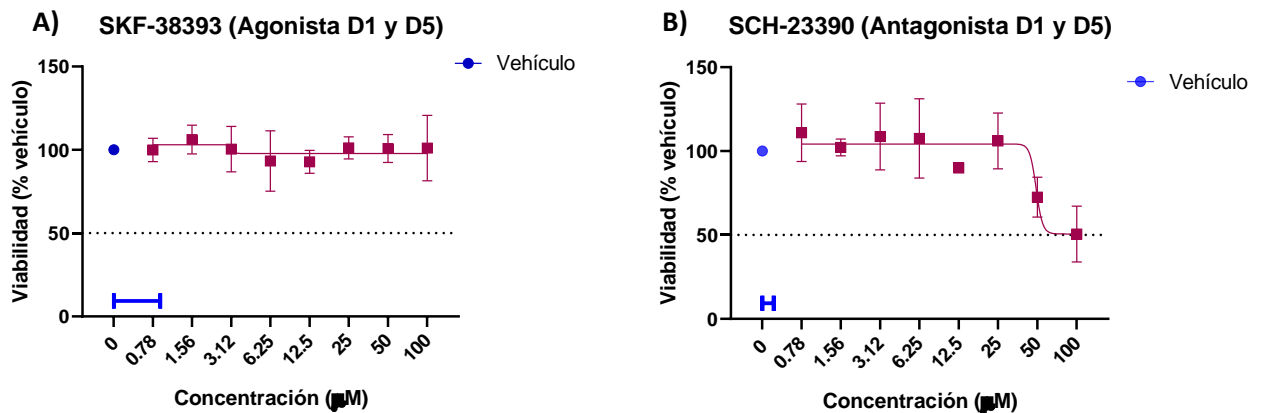 A) SKF-38393 (Agonista D1 y D5)
Vehículo
Viabilidad (% vehículo)
150
100
50
0
0 0.78 1.56 3.12 6.25 12.5 25 50 100
Concentración (μM)
B) SCH-23390 (Antagonista D1 y D5)
Vehículo
Viabilidad (% vehículo)
150
100
50
0
0 0.78 1.56 3.12 6.25 12.5 25 50 100
Concentración (μM)